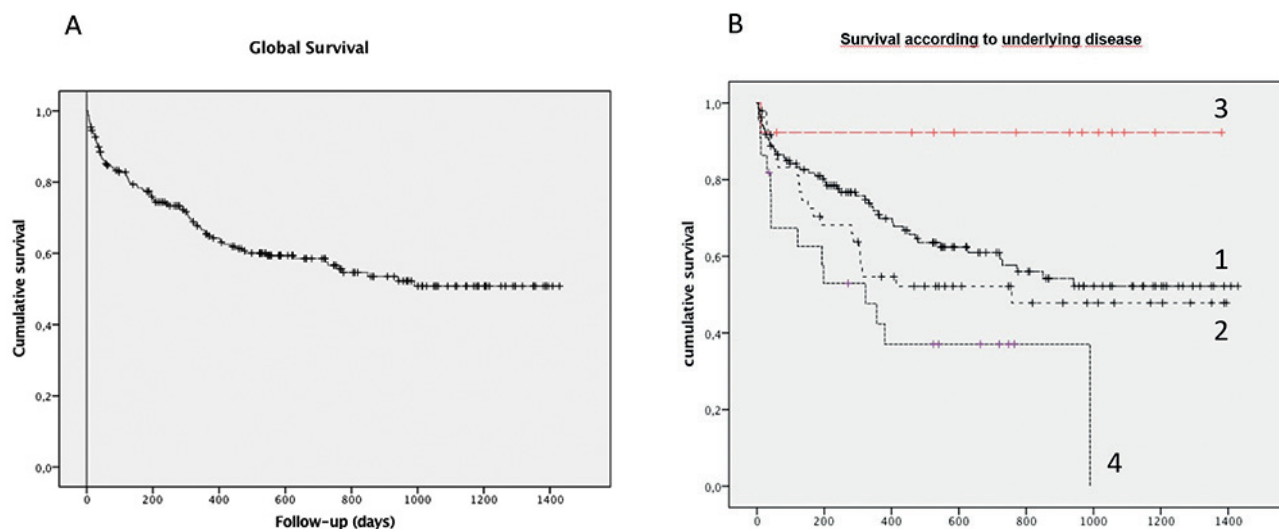 A
Global Survival
Cumulative survival
1,0
0,8
0,6
0,4
0,2
0,0
0 200 400 600 800 1000 1200 1400
Follow-up (days)
B
Survival according to underlying disease
cumulative survival
1,0
0,8
0,6
0,4
0,2
0,0
3
1
2
4
0 200 400 600 800 1000 1200 1400